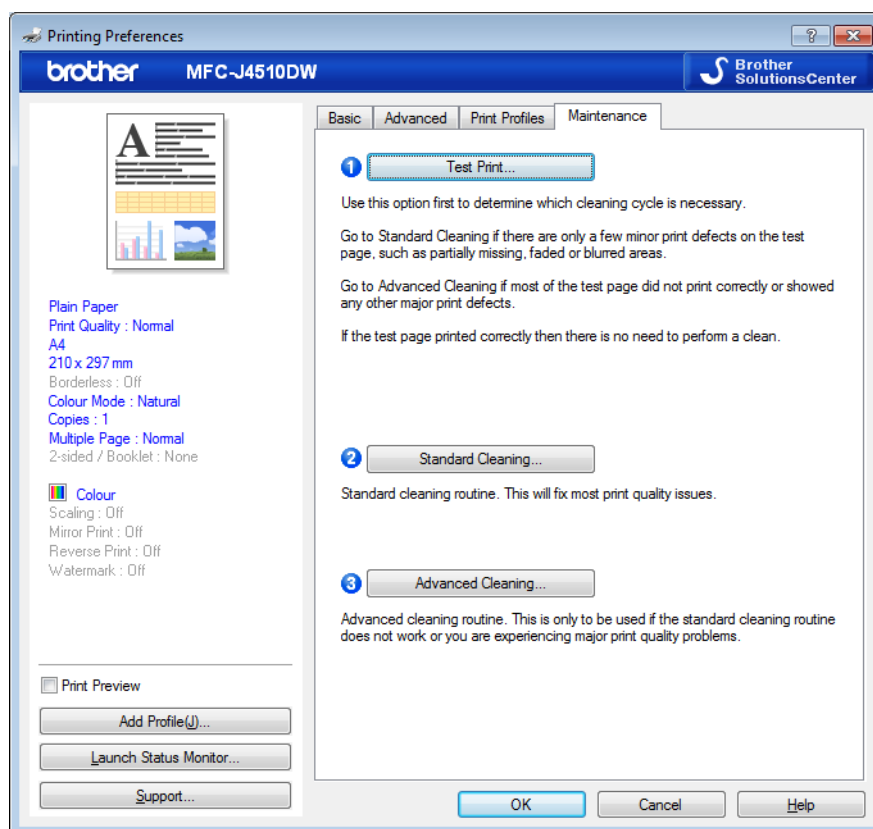 Printing Preferences
brother MFC-J4510DW
Brother
SolutionsCenter
A
Plain Paper
Print Quality : Normal
A4
210 x 297 mm
Borderless : Off
Colour Mode : Natural
Copies : 1
Multiple Page : Normal
2-sided / Booklet : None
Colour
Scaling : Off
Mirror Print : Off
Reverse Print : Off
Watermark : Off
Print Preview
Add Profile(J)...
Launch Status Monitor...
Support...
Basic Advanced Print Profiles Maintenance
1 Test Print...
Use this option first to determine which cleaning cycle is necessary.
Go to Standard Cleaning if there are only a few minor print defects on the test
page, such as partially missing, faded or blurred areas.
Go to Advanced Cleaning if most of the test page did not print correctly or showed
any other major print defects.
If the test page printed correctly then there is no need to perform a clean.
2 Standard Cleaning...
Standard cleaning routine. This will fix most print quality issues.
3 Advanced Cleaning...
Advanced cleaning routine. This is only to be used if the standard cleaning routine
does not work or you are experiencing major print quality problems.
OK Cancel Help